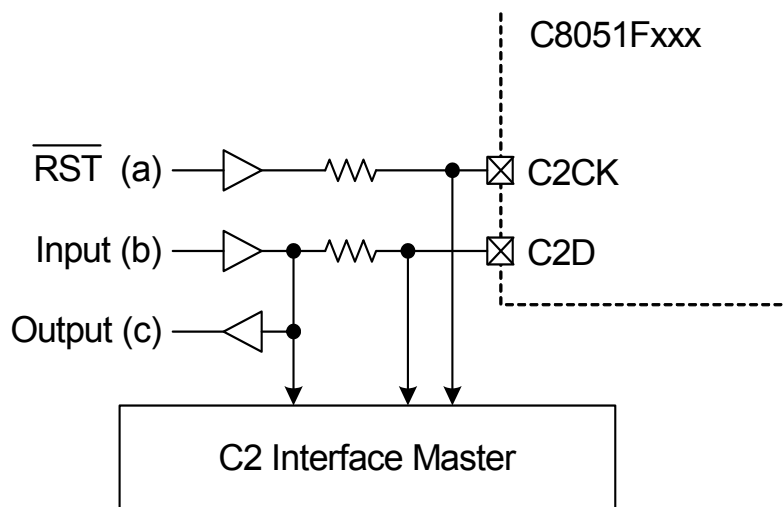 C8051Fxxx
RST (a)
C2CK
Input (b)
C2D
Output (c)
C2 Interface Master